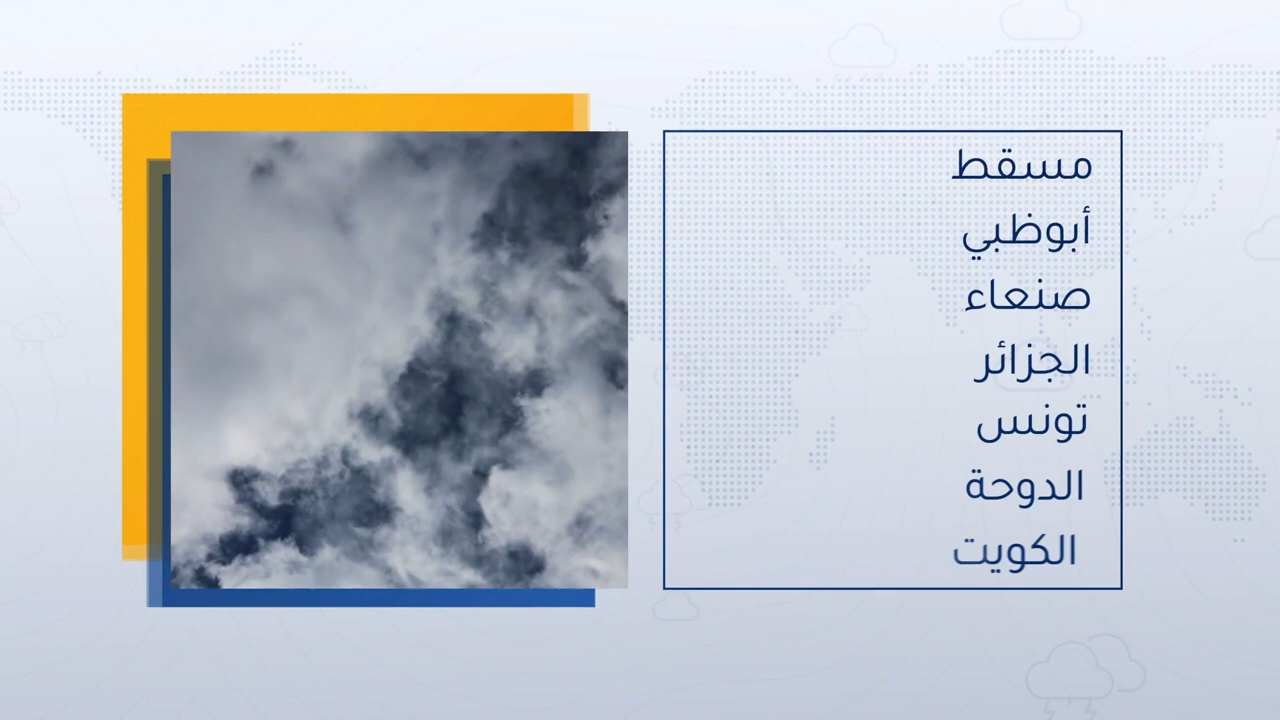 مسقط
أبوظبي
صنعاء
الجزائر
تونس
الدوحة
الكويت